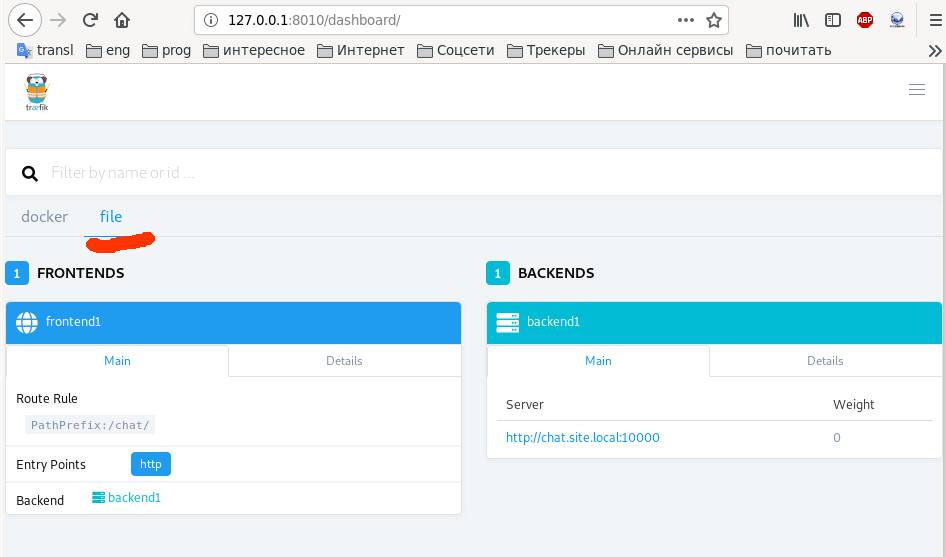 127.0.0.1:8010/dashboard/
ABP
transl eng prog интересное Интернет Соцсети Трекеры Онлайн сервисы почитать
træfik
Filter by name or id ...
docker file
1 FRONTENDS
frontend1
Main Details
Route Rule
PathPrefix:/chat/
Entry Points http
Backend backend1
1 BACKENDS
backend1
Main Details
Server Weight
http://chat.site.local:10000 0